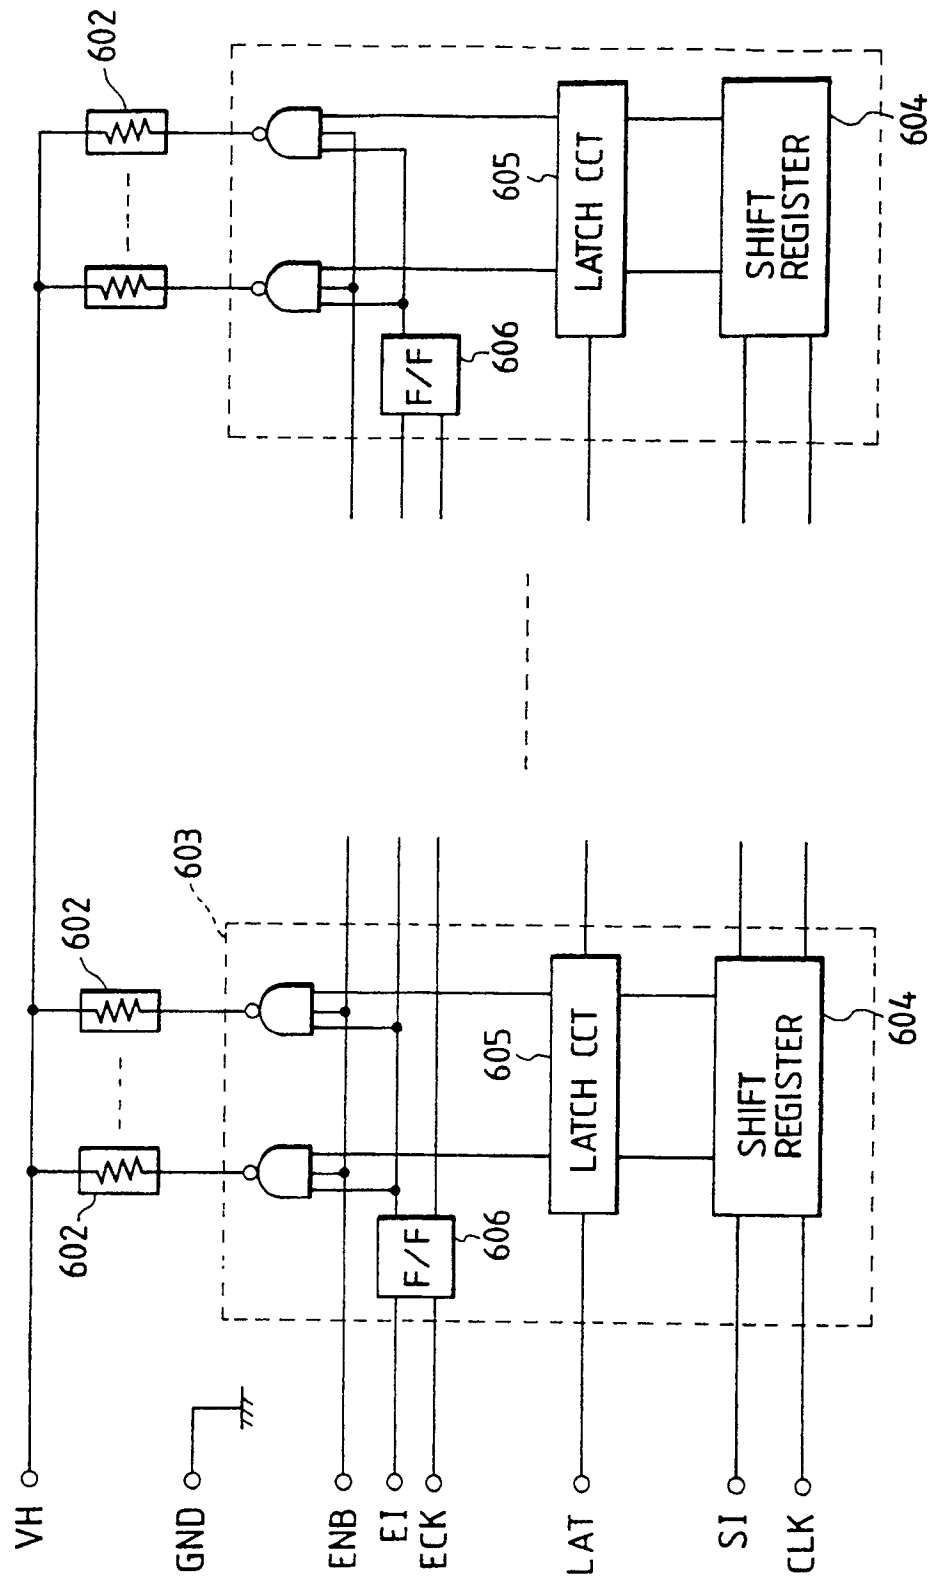 VH
GND
ENB
EI
ECK
LAT
SI
CLK
602
602
603
F/F
606
LATCH CCT
605
SHIFT
REGISTER
604
602
F/F
606
LATCH CCT
605
SHIFT
REGISTER
604